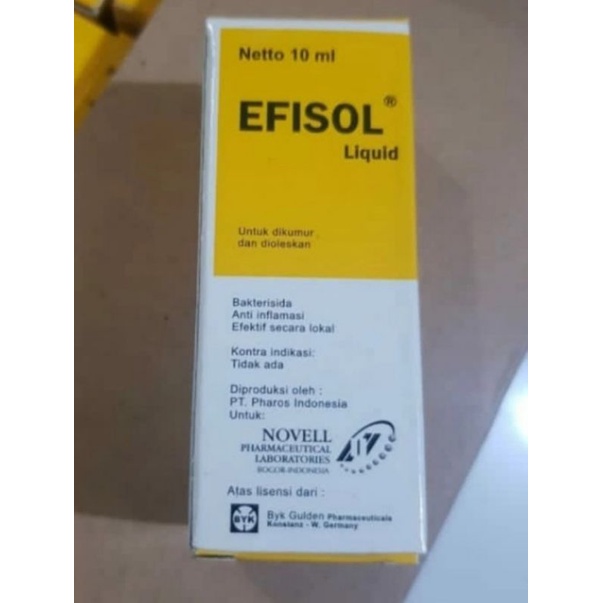 Netto 10 ml
EFISOL®
Liquid
Untuk dikumur
dan dioleskan
Bakterisida
Anti inflamasi
Efektif secara lokal
Kontra indikasi:
Tidak ada
Diproduksi oleh :
PT. Pharos Indonesia
Untuk:
NOVELL
PHARMACEUTICAL
LABORATORIES
BOGOR-INDONESIA
Atas lisensi dari :
BYK
Byk Gulden Pharmaceuticals
Konstanz - W. Germany